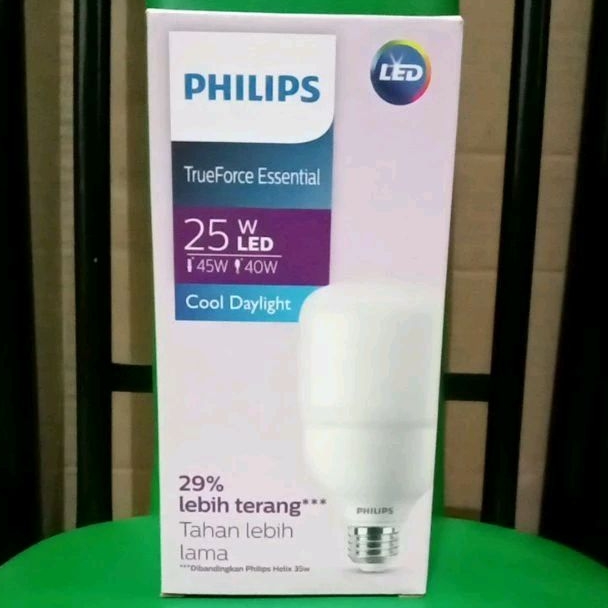 PHILIPS
LED
TrueForce Essential
25 W
LED
45W 40W
Cool Daylight
29%
lebih terang***
Tahan lebih
lama
***Dibandingkan Philips Helix 35w
PHILIPS